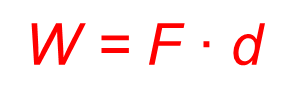 W = F · d